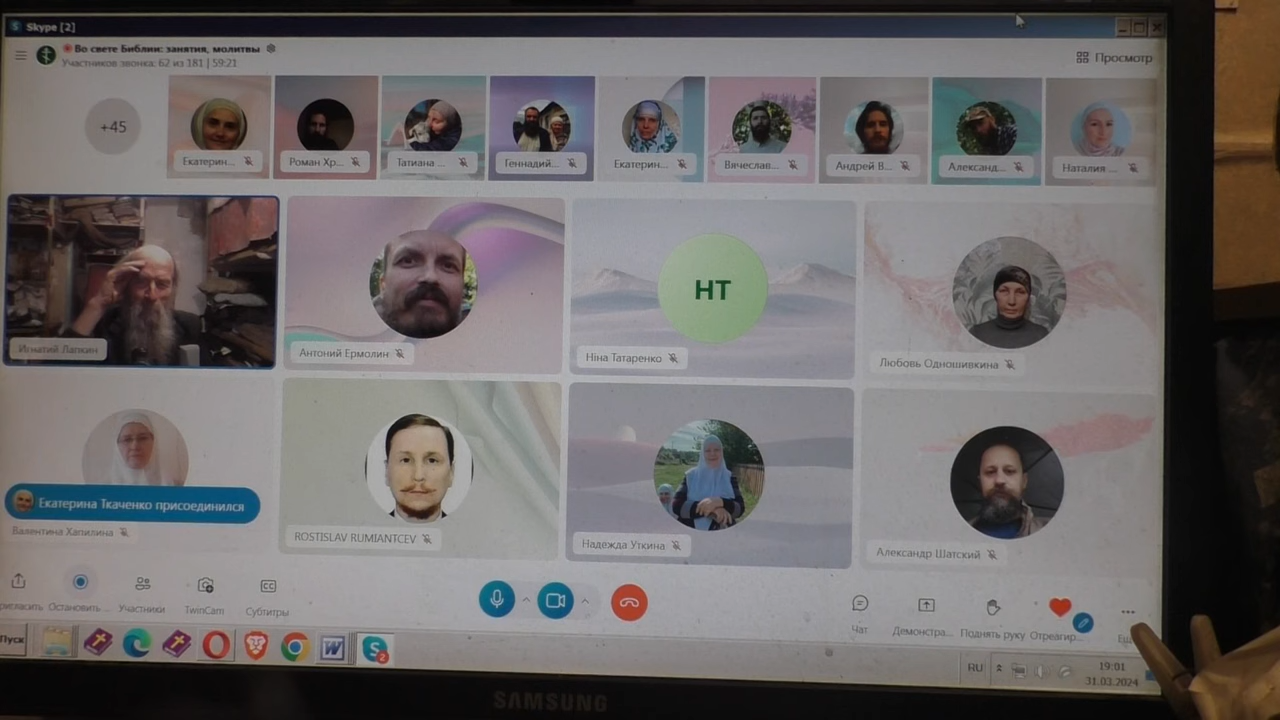 Skype [2]
Во свете Библии: занятия, молитвы
Участников звонка: 62 из 181 | 59:21
Просмотр
+45
Екатерин...
Роман Хр...
Татиана ...
Геннадий...
Екатерин...
Вячеслав...
Андрей В...
Александ...
Наталия ...
Игнатий Лапкин
Антоний Ермолин
НТ
Ніна Татаренко
Любовь Одношивкина
Екатерина Ткаченко присоединился
Валентина Хапилина
ROSTISLAV RUMIANTCEV
Надежда Уткина
Александр Шатский
ригласить
Остановить ...
Участники
TwinCam
CC
Субтитры
Чат
Демонстра...
Поднять руку
Отреагир...
Пуск
W
S
2
RU
19:01
31.03.2024
SAMSUNG